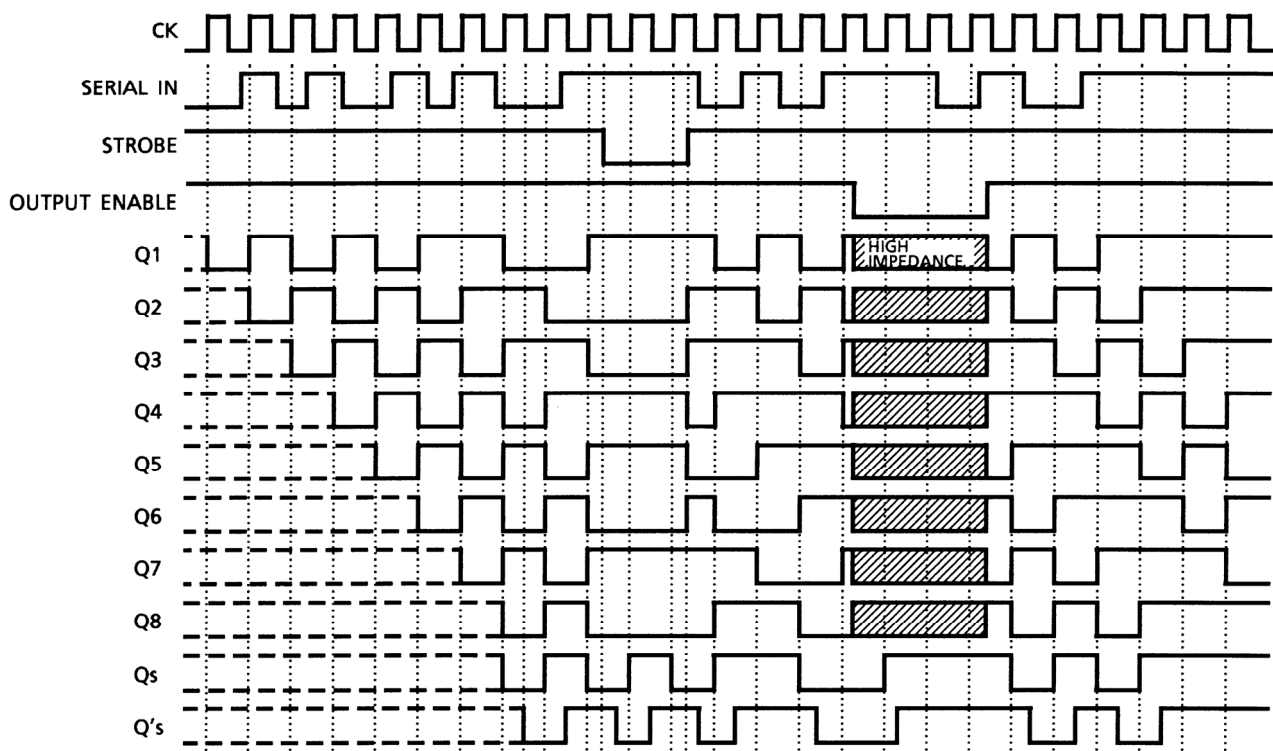 CK
SERIAL IN
STROBE
OUTPUT ENABLE
Q1
HIGH
IMPEDANCE
Q2
Q3
Q4
Q5
Q6
Q7
Q8
Qs
Q's